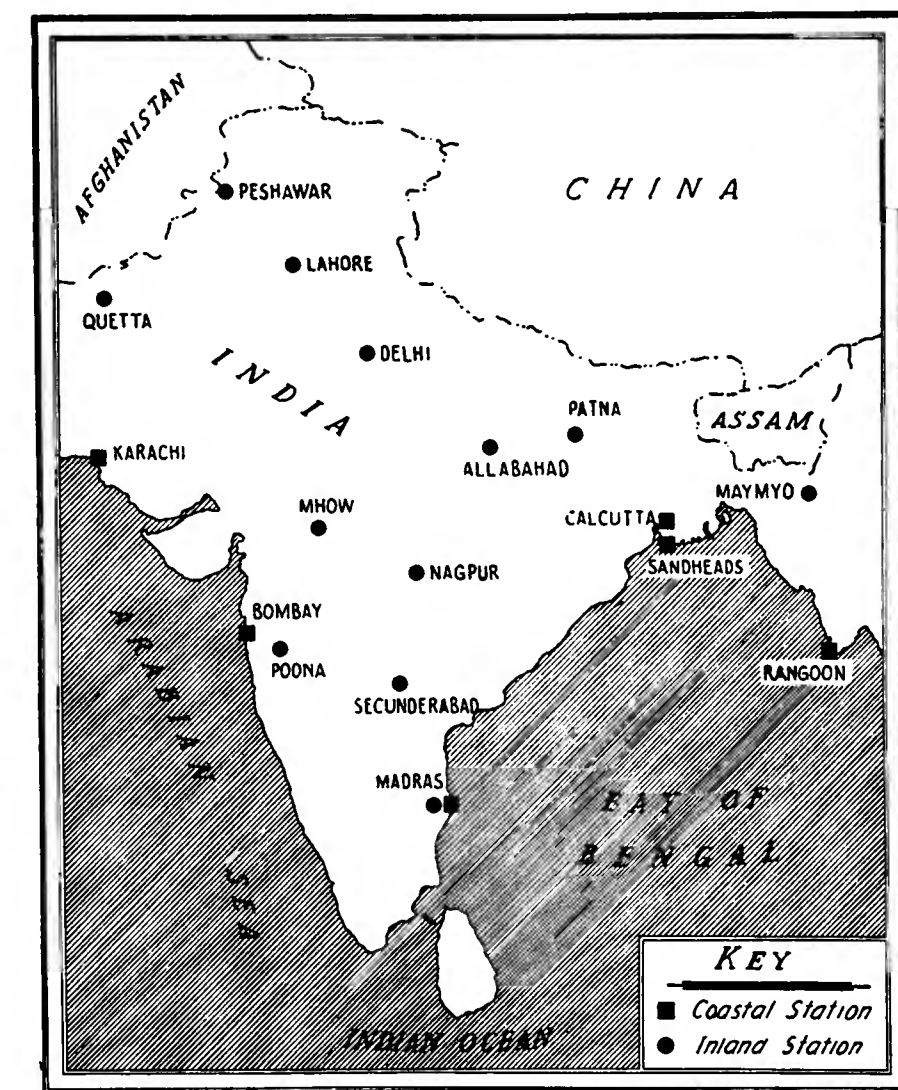 AFGHANISTAN
CHINA
PESHAWAR
LAHORE
QUETTA
DELHI
INDIA
PATNA
ASSAM
KARACHI
ALLABAHAD
MAYMYO
MHOW
CALCUTTA
SANDHEADS
NAGPUR
BOMBAY
POONA
RANGOON
SECUNDERABAD
MADRAS
ARABIAN SEA
BAY OF
BENGAL
INDIAN OCEAN
KEY
Coastal Station
Inland Station